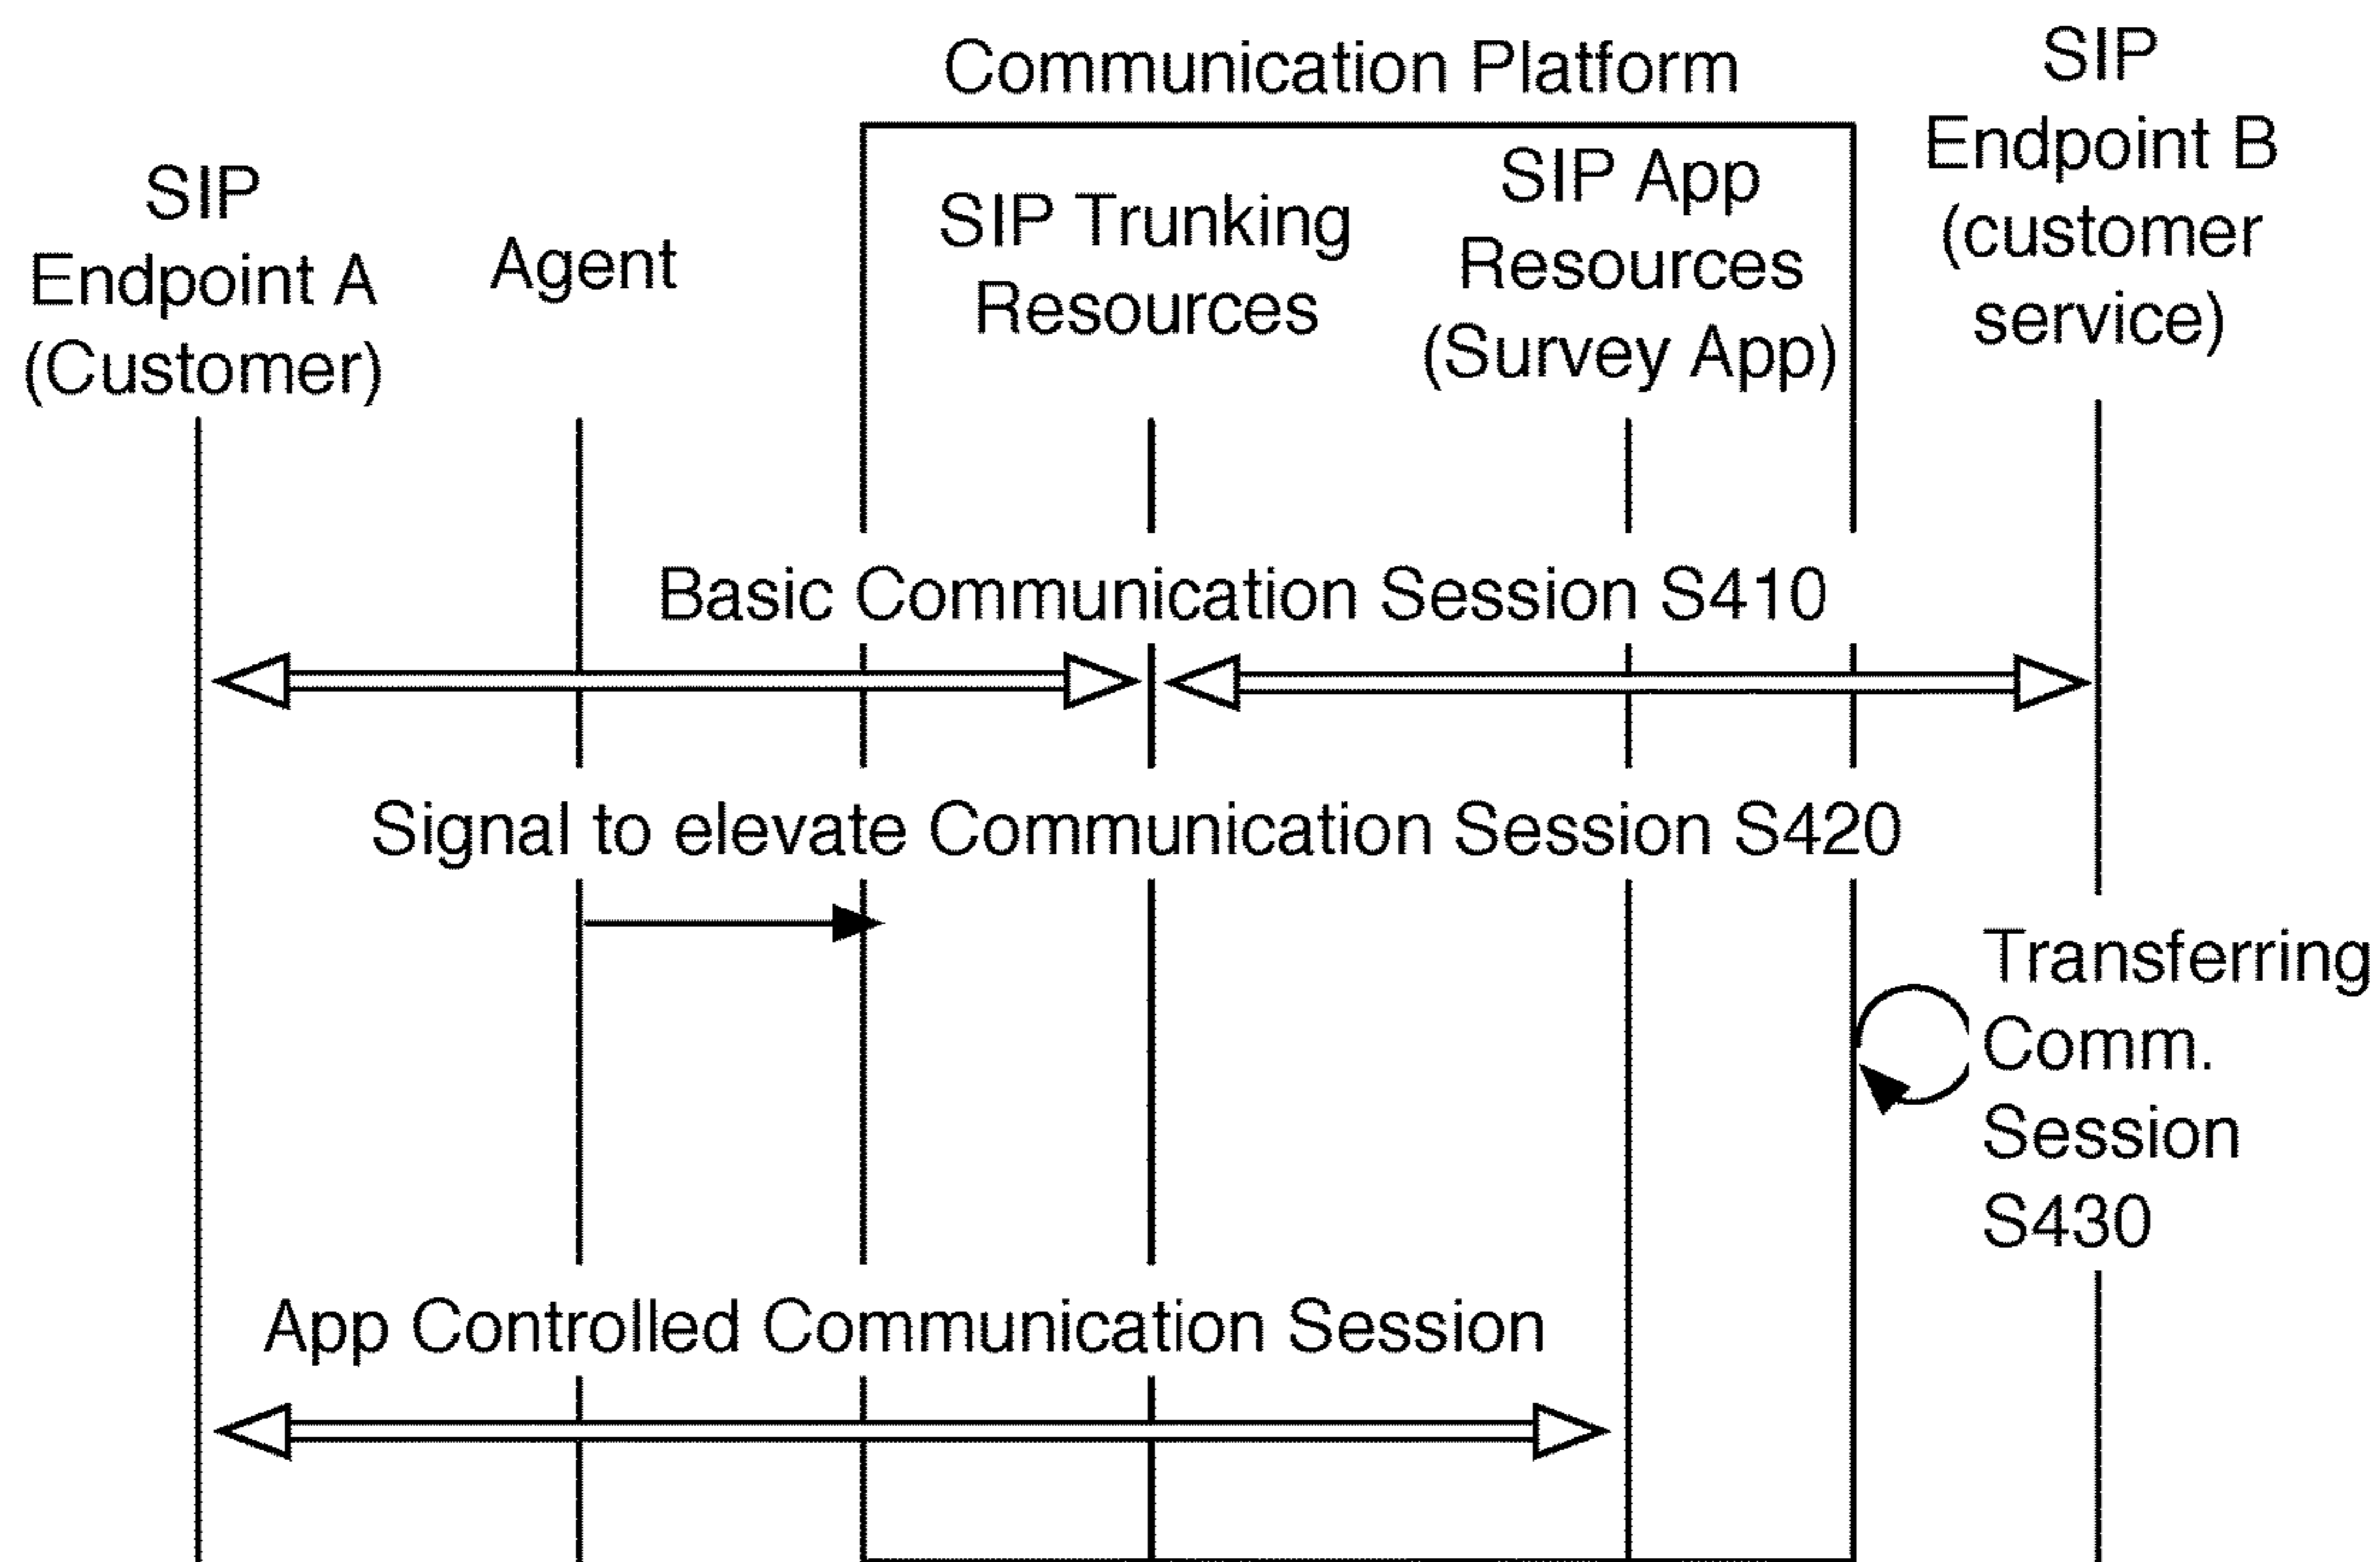 Communication Platform
SIP
Endpoint A
(Customer)
Agent
SIP Trunking
Resources
SIP App
Resources
(Survey App)
SIP
Endpoint B
(customer
service)
Basic Communication Session S410
Signal to elevate Communication Session S420
Transferring
Comm.
Session
S430
App Controlled Communication Session